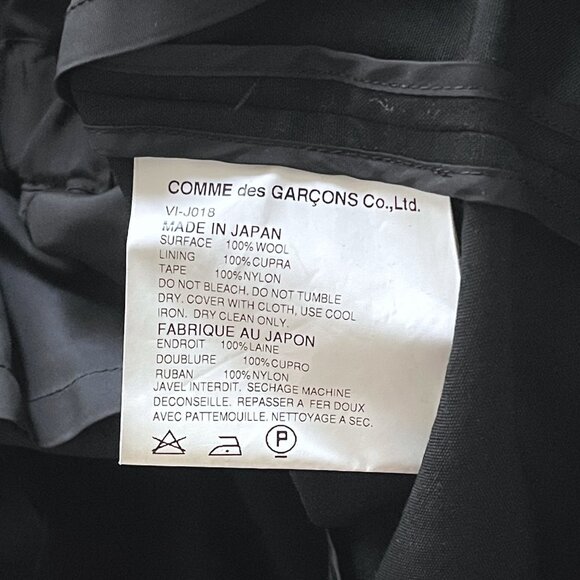 COMME des GARÇONS Co.,Ltd.
VI-J018
MADE IN JAPAN
SURFACE 100%WOOL
LINING 100%CUPRA
TAPE 100%NYLON
DO NOT BLEACH, DO NOT TUMBLE
DRY. COVER WITH CLOTH, USE COOL
IRON. DRY CLEAN ONLY.
FABRIQUE AU JAPON
ENDROIT 100%LAINE
DOUBLURE 100%CUPRO
RUBAN 100%NYLON
JAVEL INTERDIT. SECHAGE MACHINE
DECONSEILLE. REPASSER A FER DOUX
AVEC PATTEMOUILLE. NETTOYAGE A SEC.
P